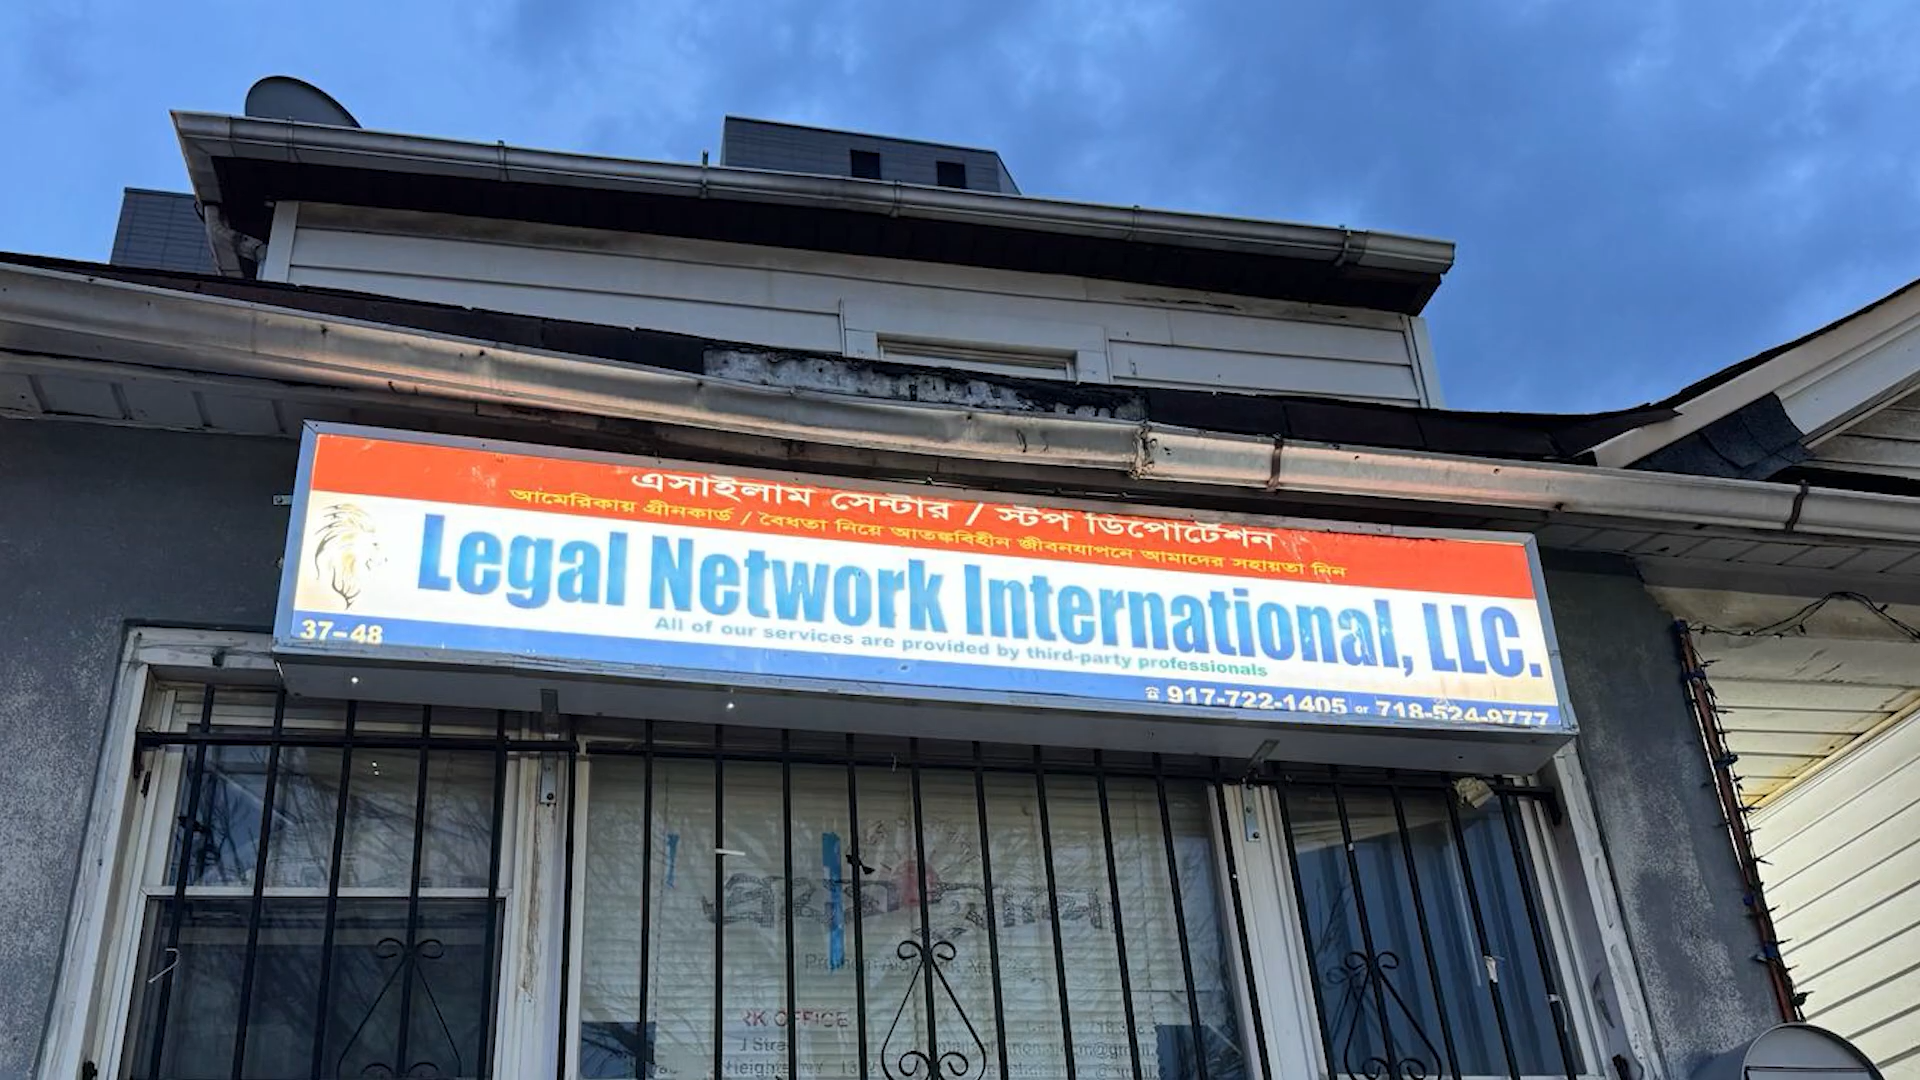 এসাইলাম সেন্টার / স্টপ ডিপোর্টেশন
আমেরিকায় গ্রীনকার্ড / বৈধতা নিয়ে আতঙ্কবিহীন জীবনযাপনে আমাদের সহায়তা নিন
Legal Network International, LLC.
All of our services are provided by third-party professionals
37-48
☎ 917-722-1405 or 718-524-9777
OFFICE